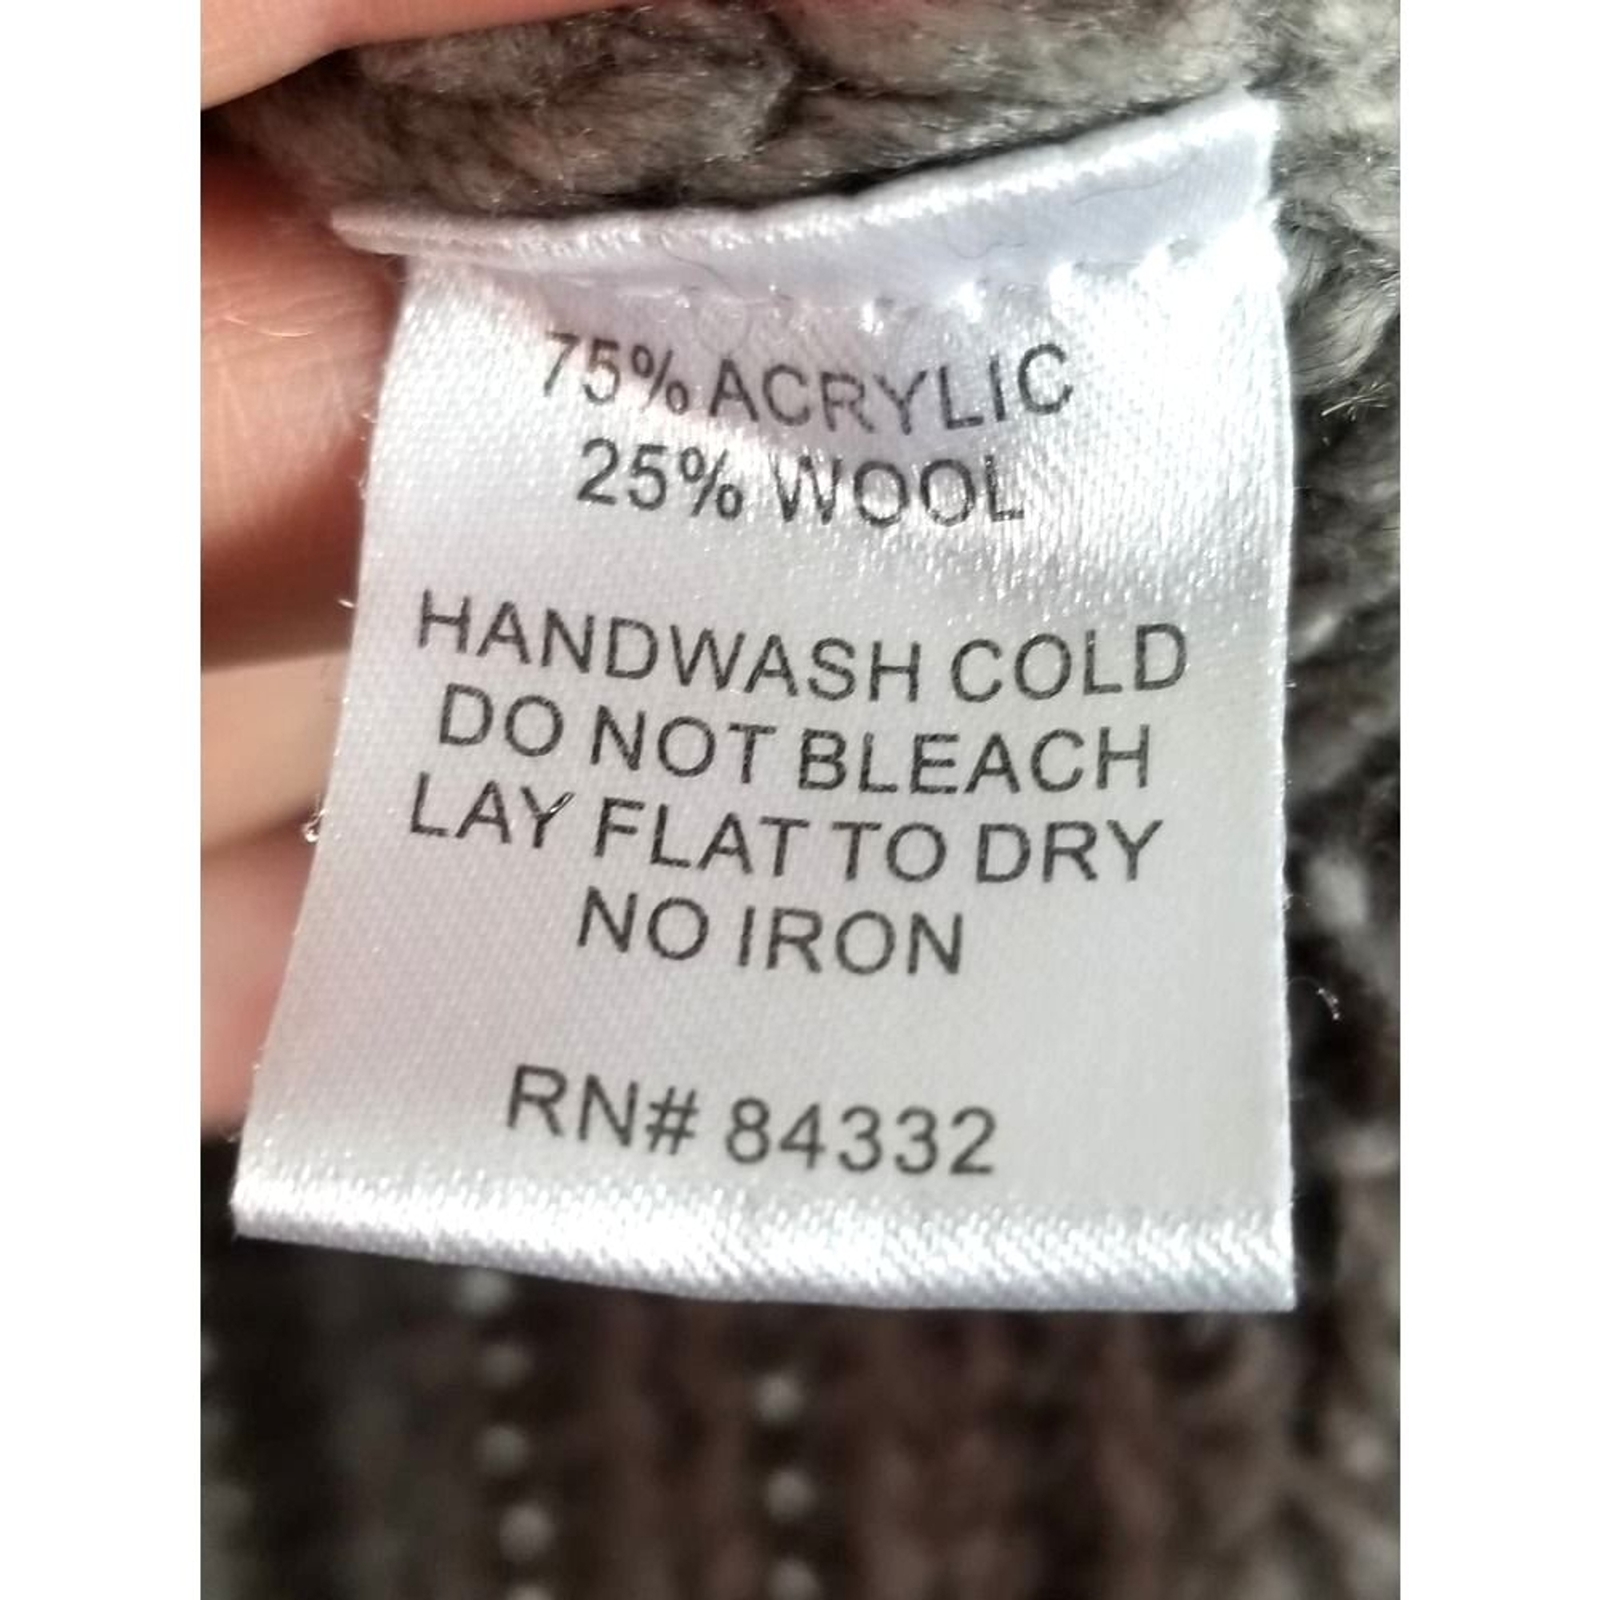 75% ACRYLIC
25% WOOL
HANDWASH COLD
DO NOT BLEACH
LAY FLAT TO DRY
NO IRON
RN# 84332